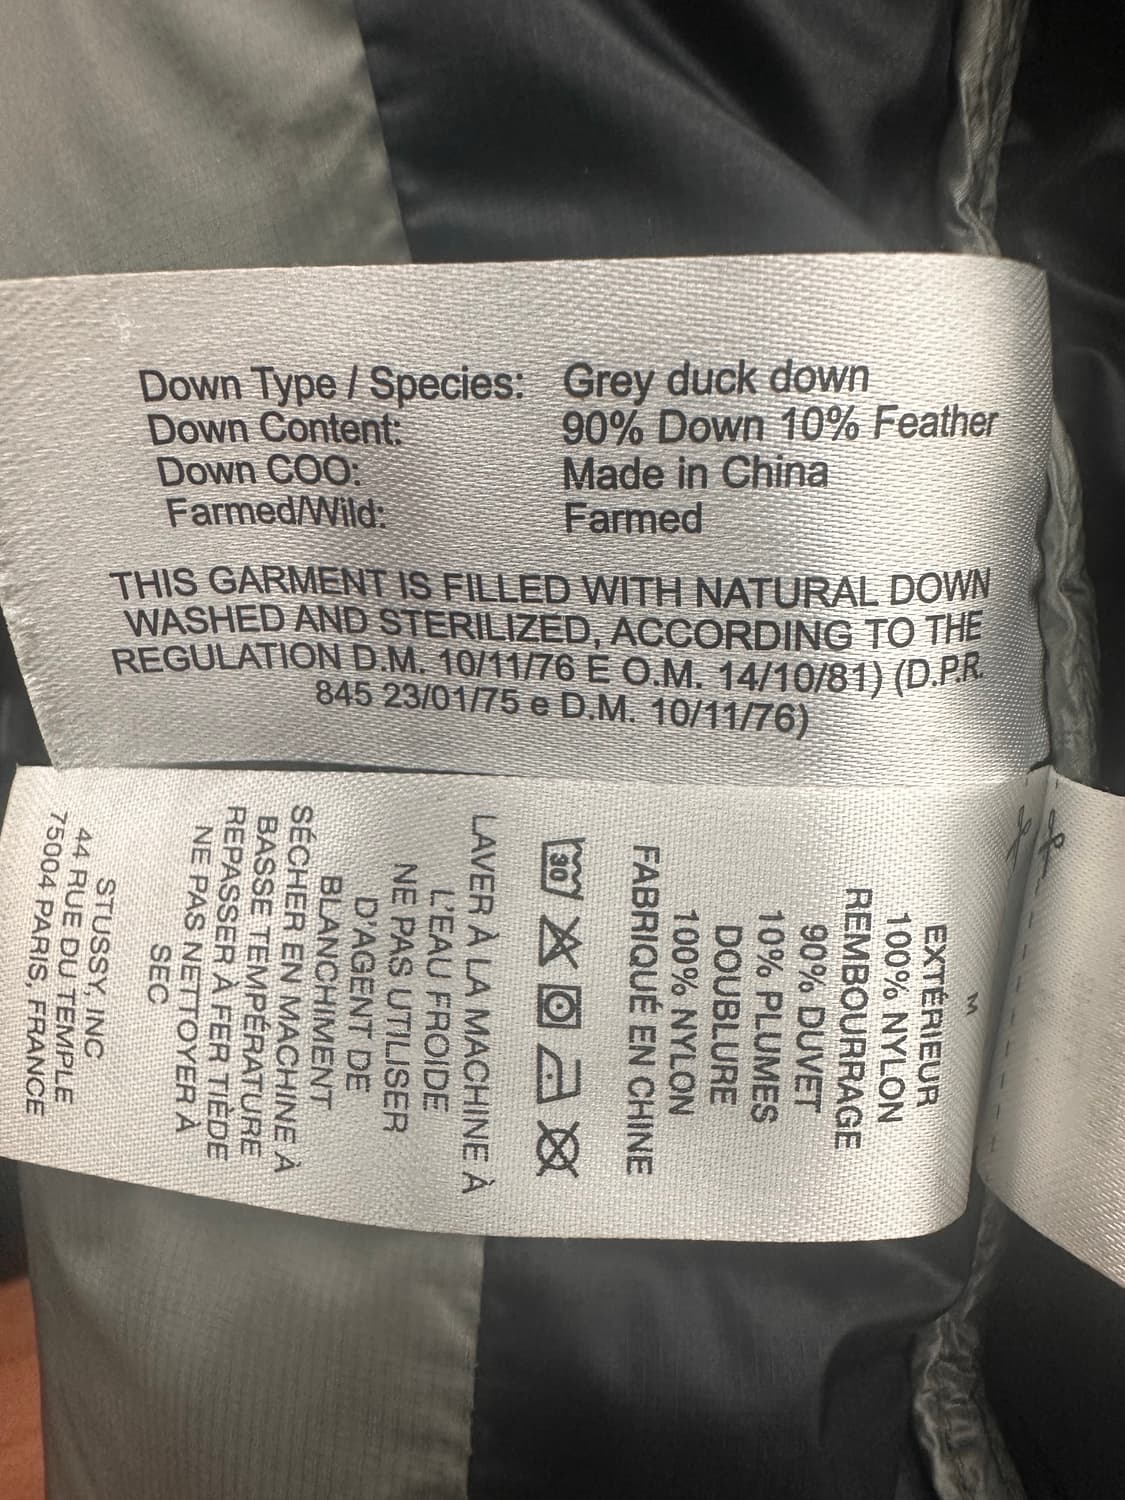 Down Type / Species: Grey duck down
Down Content: 90% Down 10% Feather
Down COO: Made in China
Farmed/Wild: Farmed
THIS GARMENT IS FILLED WITH NATURAL DOWN
WASHED AND STERILIZED, ACCORDING TO THE
REGULATION D.M. 10/11/76 E O.M. 14/10/81) (D.P.R.
845 23/01/75 e D.M. 10/11/76)
M
EXTÉRIEUR
100% NYLON
REMBOURRAGE
90% DUVET
10% PLUMES
DOUBLURE
100% NYLON
FABRIQUÉ EN CHINE
30
LAVER À LA MACHINE À
L'EAU FROIDE
NE PAS UTILISER
D'AGENT DE
BLANCHIMENT
SÉCHER EN MACHINE À
BASSE TEMPÉRATURE
REPASSER À FER TIÈDE
NE PAS NETTOYER À
SEC
STUSSY, INC
44 RUE DU TEMPLE
75004 PARIS, FRANCE